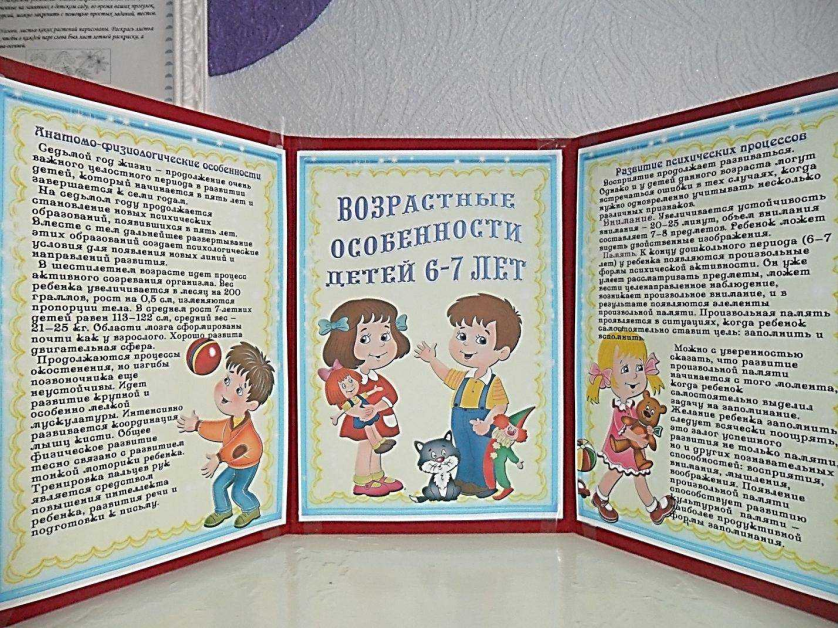 занятиях в детском саду, во время ваших прогулок,
закрепить с помощью простых заданий,
Анатомо-физиологические особенности
Седьмой год жизни – продолжение очень
важного целостного периода в развитии
детей, который начинается в пять лет и
завершается к семи годам.
На седьмом году продолжается
становление новых психических
образований, появившихся в пять лет.
Вместе с тем дальнейшее развертывание
этих образований создает психологические
условия для появления новых линий и
направлений развития.
В шестилетнем возрасте идет процесс
активного созревания организма. Вес
ребенка увеличивается в месяц на 200
граммов, рост на 0,5 см, изменяются
пропорции тела. В среднем рост 7-летних
детей равен 113–122 см, средний вес –
21–25 кг. Области мозга сформированы
почти как у взрослого. Хорошо развита
двигательная сфера.
Продолжаются процессы
окостенения, но изгибы
позвоночника еще
неустойчивы. Идет
развитие крупной и
особенно мелкой
мускулатуры. Интенсивно
развивается координация
мышц кисти. Общее
физическое развитие
тесно связано с развитием
тонкой моторики ребенка.
Тренировка пальцев рук
является средством
повышения интеллекта
ребенка, развития речи и
подготовки к письму.
ВОЗРАСТНЫЕ
ОСОБЕННОСТИ
ДЕТЕЙ 6-7 ЛЕТ
Развитие психических процессов
Восприятие продолжает развиваться.
Однако и у детей данного возраста могут
встречаться ошибки в тех случаях, когда
нужно одновременно учитывать несколько
различных признаков.
Внимание. Увеличивается устойчивость
внимания – 20–25 минут, объем внимания
составляет 7–8 предметов. Ребенок может
видеть двойственные изображения.
Память. К концу дошкольного периода (6–7
лет) у ребенка появляются произвольные
формы психической активности. Он уже
умеет рассматривать предметы, может
вести целенаправленное наблюдение,
возникает произвольное внимание, и в
результате появляются элементы
произвольной памяти. Произвольная память
проявляется в ситуациях, когда ребенок
самостоятельно ставит цель: запомнить и
вспомнить.
Можно с уверенностью
сказать, что развитие
произвольной памяти
начинается с того момента,
когда ребенок
самостоятельно выделил
задачу на запоминание.
Желание ребенка запомнить
следует всячески поощрять,
это залог успешного
развития не только памяти,
но и других познавательных
способностей: восприятия,
внимания, мышления,
воображения. Появление
произвольной памяти
способствует развитию
культурной памяти –
наиболее продуктивной
формы запоминания.